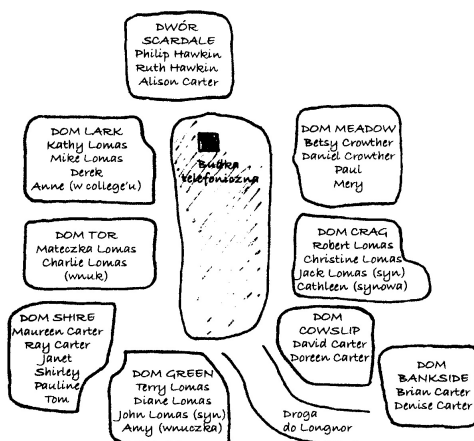 DWÓR
SCARDALE
Philip Hawkin
Ruth Hawkin
Alison Carter
DOM LARK
Kathy Lomas
Mike Lomas
Derek
Anne (w college'u)
Budka
telefoniczna
DOM MEADOW
Betsy Crowther
Daniel Crowther
Paul
Mery
DOM TOR
Mateczka Lomas
Charlie Lomas
(wnuk)
DOM CRAG
Robert Lomas
Christine Lomas
Jack Lomas (syn)
Cathleen (synowa)
DOM SHIRE
Maureen Carter
Ray Carter
Janet
Shirley
Pauline
Tom
DOM GREEN
Terry Lomas
Diane Lomas
John Lomas (syn)
Amy (wnuczka)
DOM
COWSLIP
David Carter
Doreen Carter
DOM
BANKSIDE
Brian Carter
Denise Carter
Droga
do Longnor